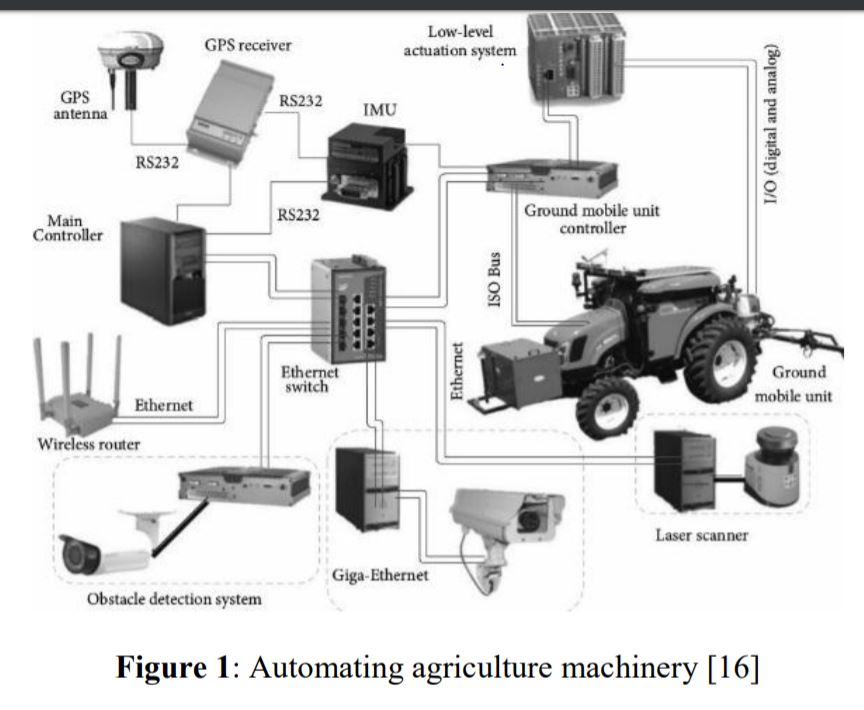 GPS receiver
Low-level
actuation system
GPS
antenna
RS232
IMU
RS232
I/O (digital and analog)
Main
Controller
RS232
Ground mobile unit
controller
ISO Bus
Ethernet
switch
Ethernet
Ground
mobile unit
Ethernet
Wireless router
Laser scanner
Giga-Ethernet
Obstacle detection system
Figure 1: Automating agriculture machinery [16]